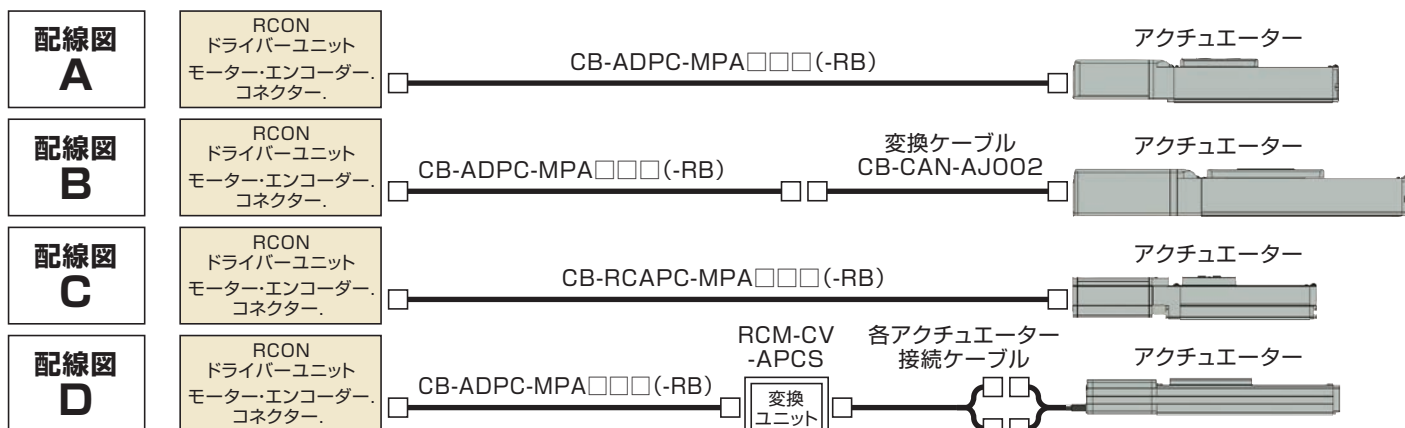 配線図
A
RCON
ドライバーユニット
モーター・エンコーダー.
コネクター.
CB-ADPC-MPA□□□(-RB)
アクチュエーター
配線図
B
RCON
ドライバーユニット
モーター・エンコーダー.
コネクター.
CB-ADPC-MPA□□□(-RB)
変換ケーブル
CB-CAN-AJ002
アクチュエーター
配線図
C
RCON
ドライバーユニット
モーター・エンコーダー.
コネクター.
CB-RCAPC-MPA□□□(-RB)
アクチュエーター
配線図
D
RCON
ドライバーユニット
モーター・エンコーダー.
コネクター.
CB-ADPC-MPA□□□(-RB)
RCM-CV
-APCS
変換
ユニット
各アクチュエーター
接続ケーブル
アクチュエーター